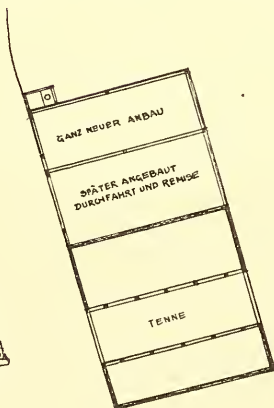 GANZ NEUER ANBAU
SPÄTER ANGEBAUT
DURCHFAHRT UND REMISE
TENNE